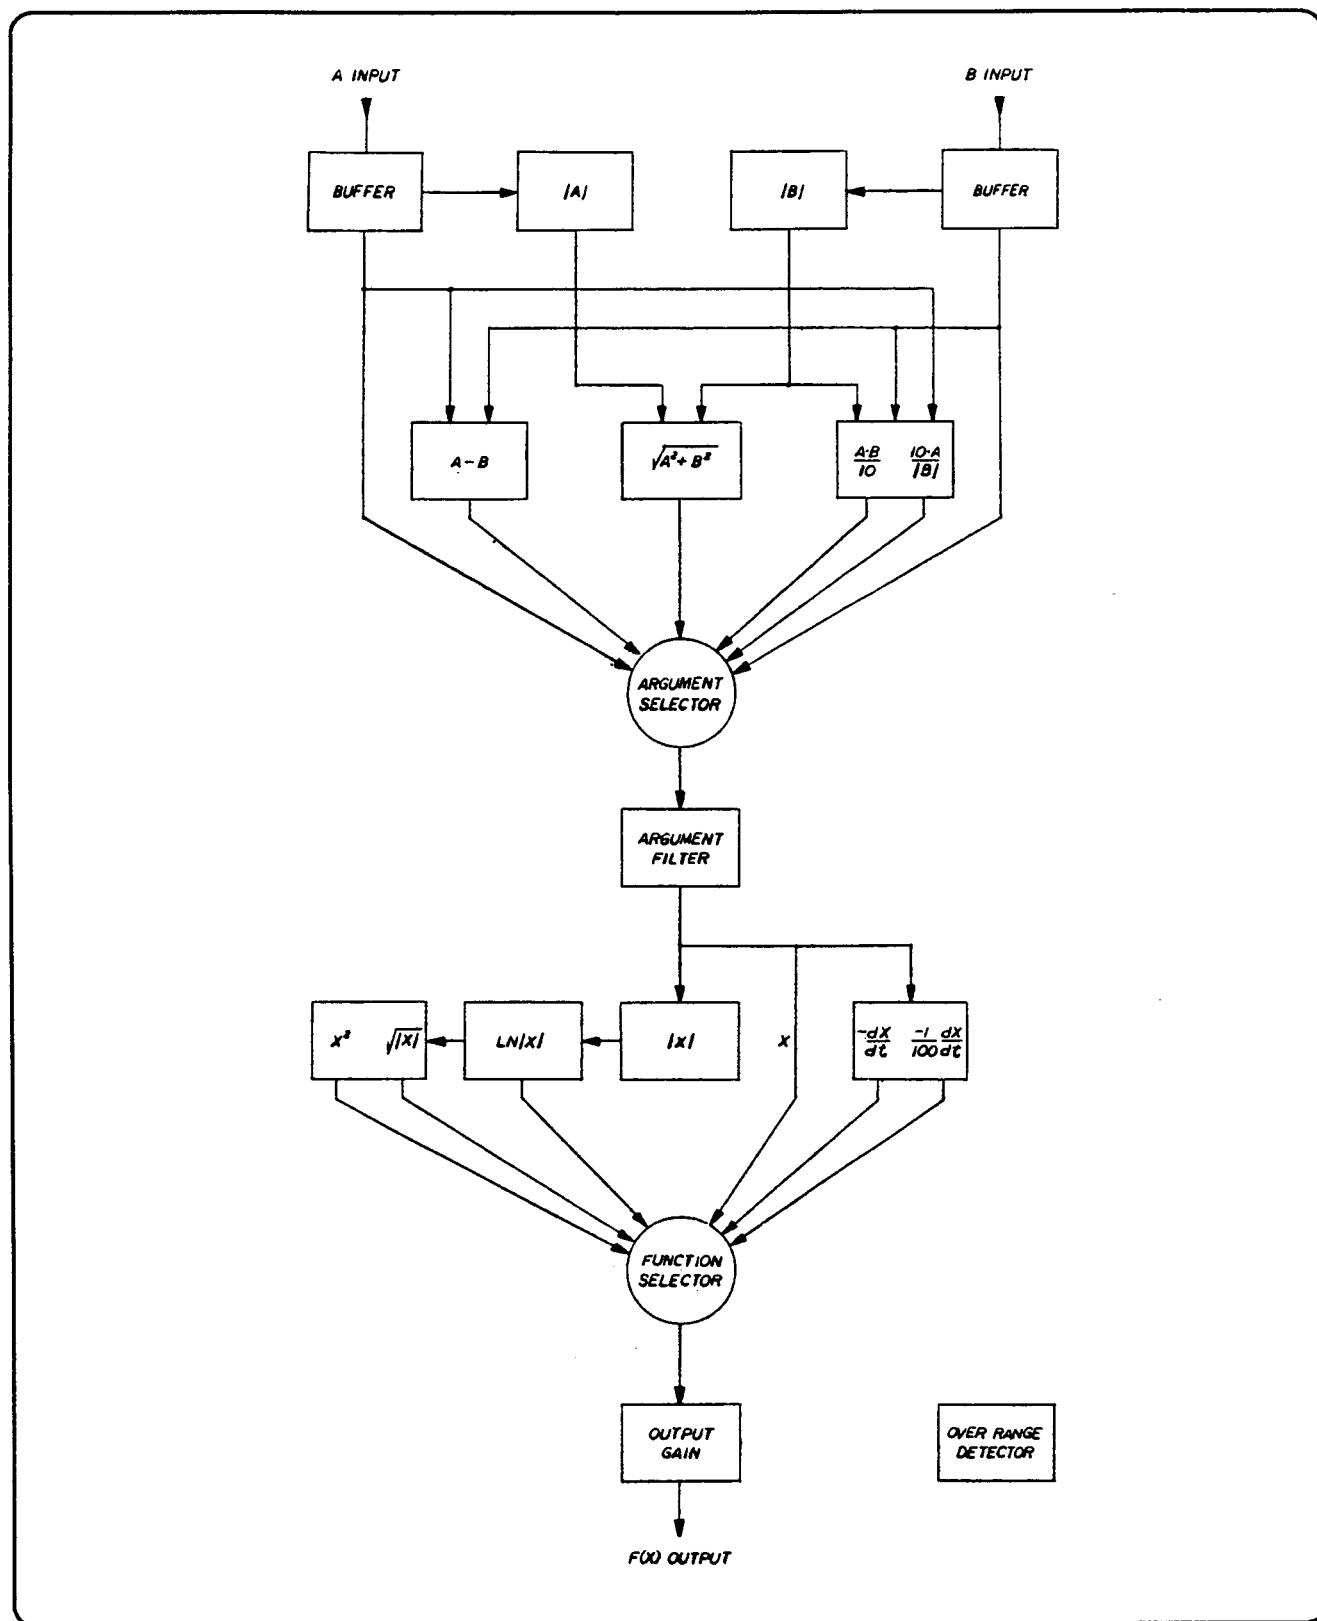 A INPUT
B INPUT
BUFFER
|A|
|B|
BUFFER
A-B
√A²+B²
A·B
10
10·A
|B|
ARGUMENT
SELECTOR
ARGUMENT
FILTER
X²
√|X|
LN|X|
|X|
X
-dX
dt
-1
100
dX
dt
FUNCTION
SELECTOR
OUTPUT
GAIN
OVER RANGE
DETECTOR
F(X) OUTPUT